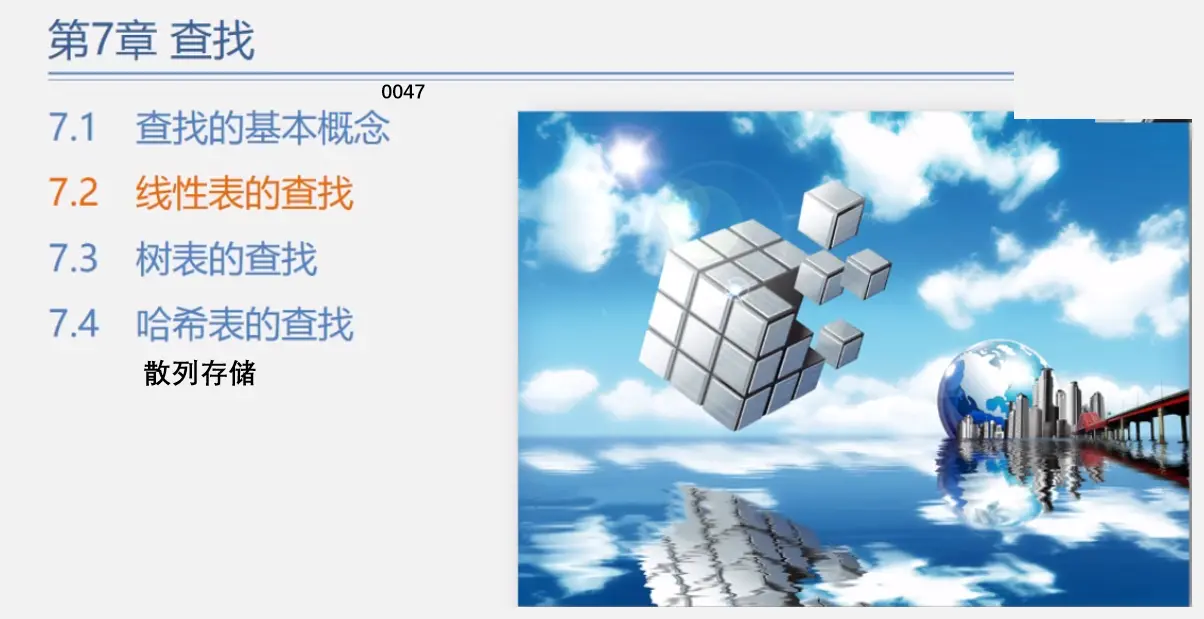 第7章 查找
0047
7.1 查找的基本概念
7.2 线性表的查找
7.3 树表的查找
7.4 哈希表的查找
散列存储